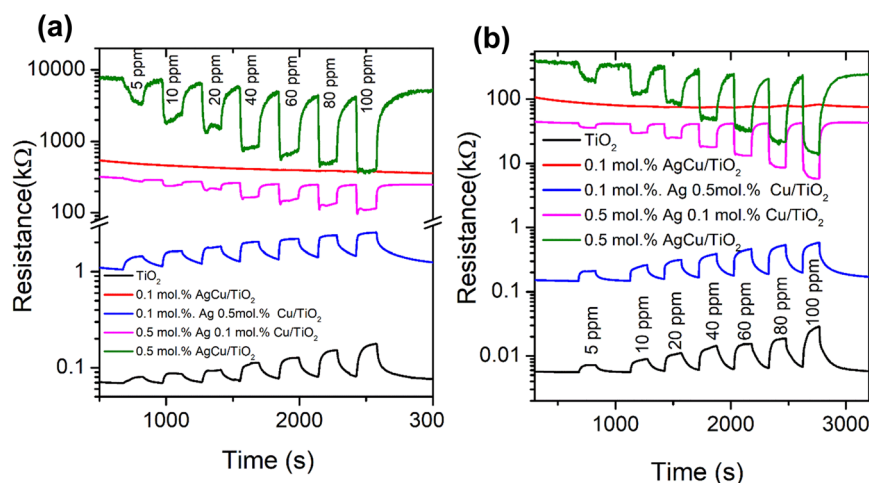 (a)
10000
1000
100
1
0.1
Resistance(kΩ)
5 ppm
10 ppm
20 ppm
40 ppm
60 ppm
80 ppm
100 ppm
TiO₂
0.1 mol.% AgCu/TiO₂
0.1 mol.%. Ag 0.5mol.% Cu/TiO₂
0.5 mol.% Ag 0.1 mol.% Cu/TiO₂
0.5 mol.% AgCu/TiO₂
1000
2000
300
Time (s)
(b)
100
10
1
0.1
0.01
Resistance(kΩ)
TiO₂
0.1 mol.% AgCu/TiO₂
0.1 mol.%. Ag 0.5mol.% Cu/TiO₂
0.5 mol.% Ag 0.1 mol.% Cu/TiO₂
0.5 mol.% AgCu/TiO₂
5 ppm
10 ppm
20 ppm
40 ppm
60 ppm
80 ppm
100 ppm
1000
2000
3000
Time (s)